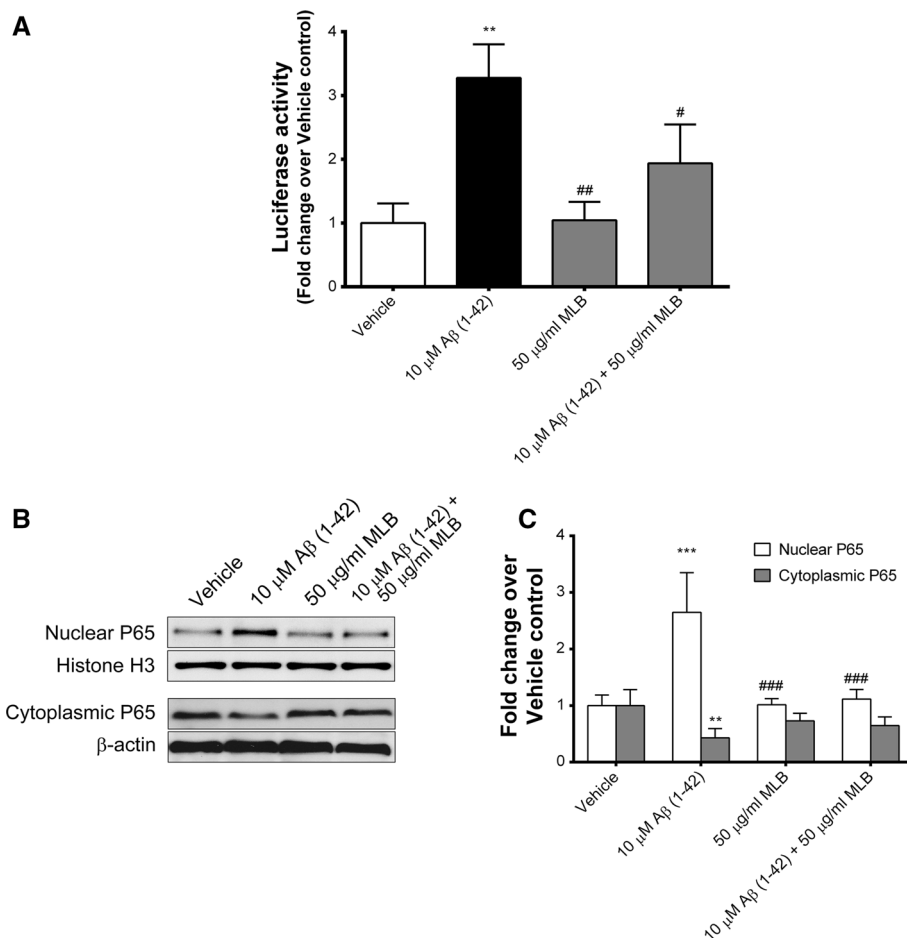 A
Luciferase activity
(Fold change over Vehicle control)
4
3
2
1
0
**
##
#
Vehicle
10 μM Aβ (1-42)
50 μg/ml MLB
10 μM Aβ (1-42) + 50 μg/ml MLB
B
Vehicle
10 μM Aβ (1-42)
50 μg/ml MLB
10 μM Aβ (1-42) +
50 μg/ml MLB
Nuclear P65
Histone H3
Cytoplasmic P65
β-actin
C
Fold change over
Vehicle control
4
3
2
1
0
Nuclear P65
Cytoplasmic P65
***
**
###
###
Vehicle
10 μM Aβ (1-42)
50 μg/ml MLB
10 μM Aβ (1-42) + 50 μg/ml MLB